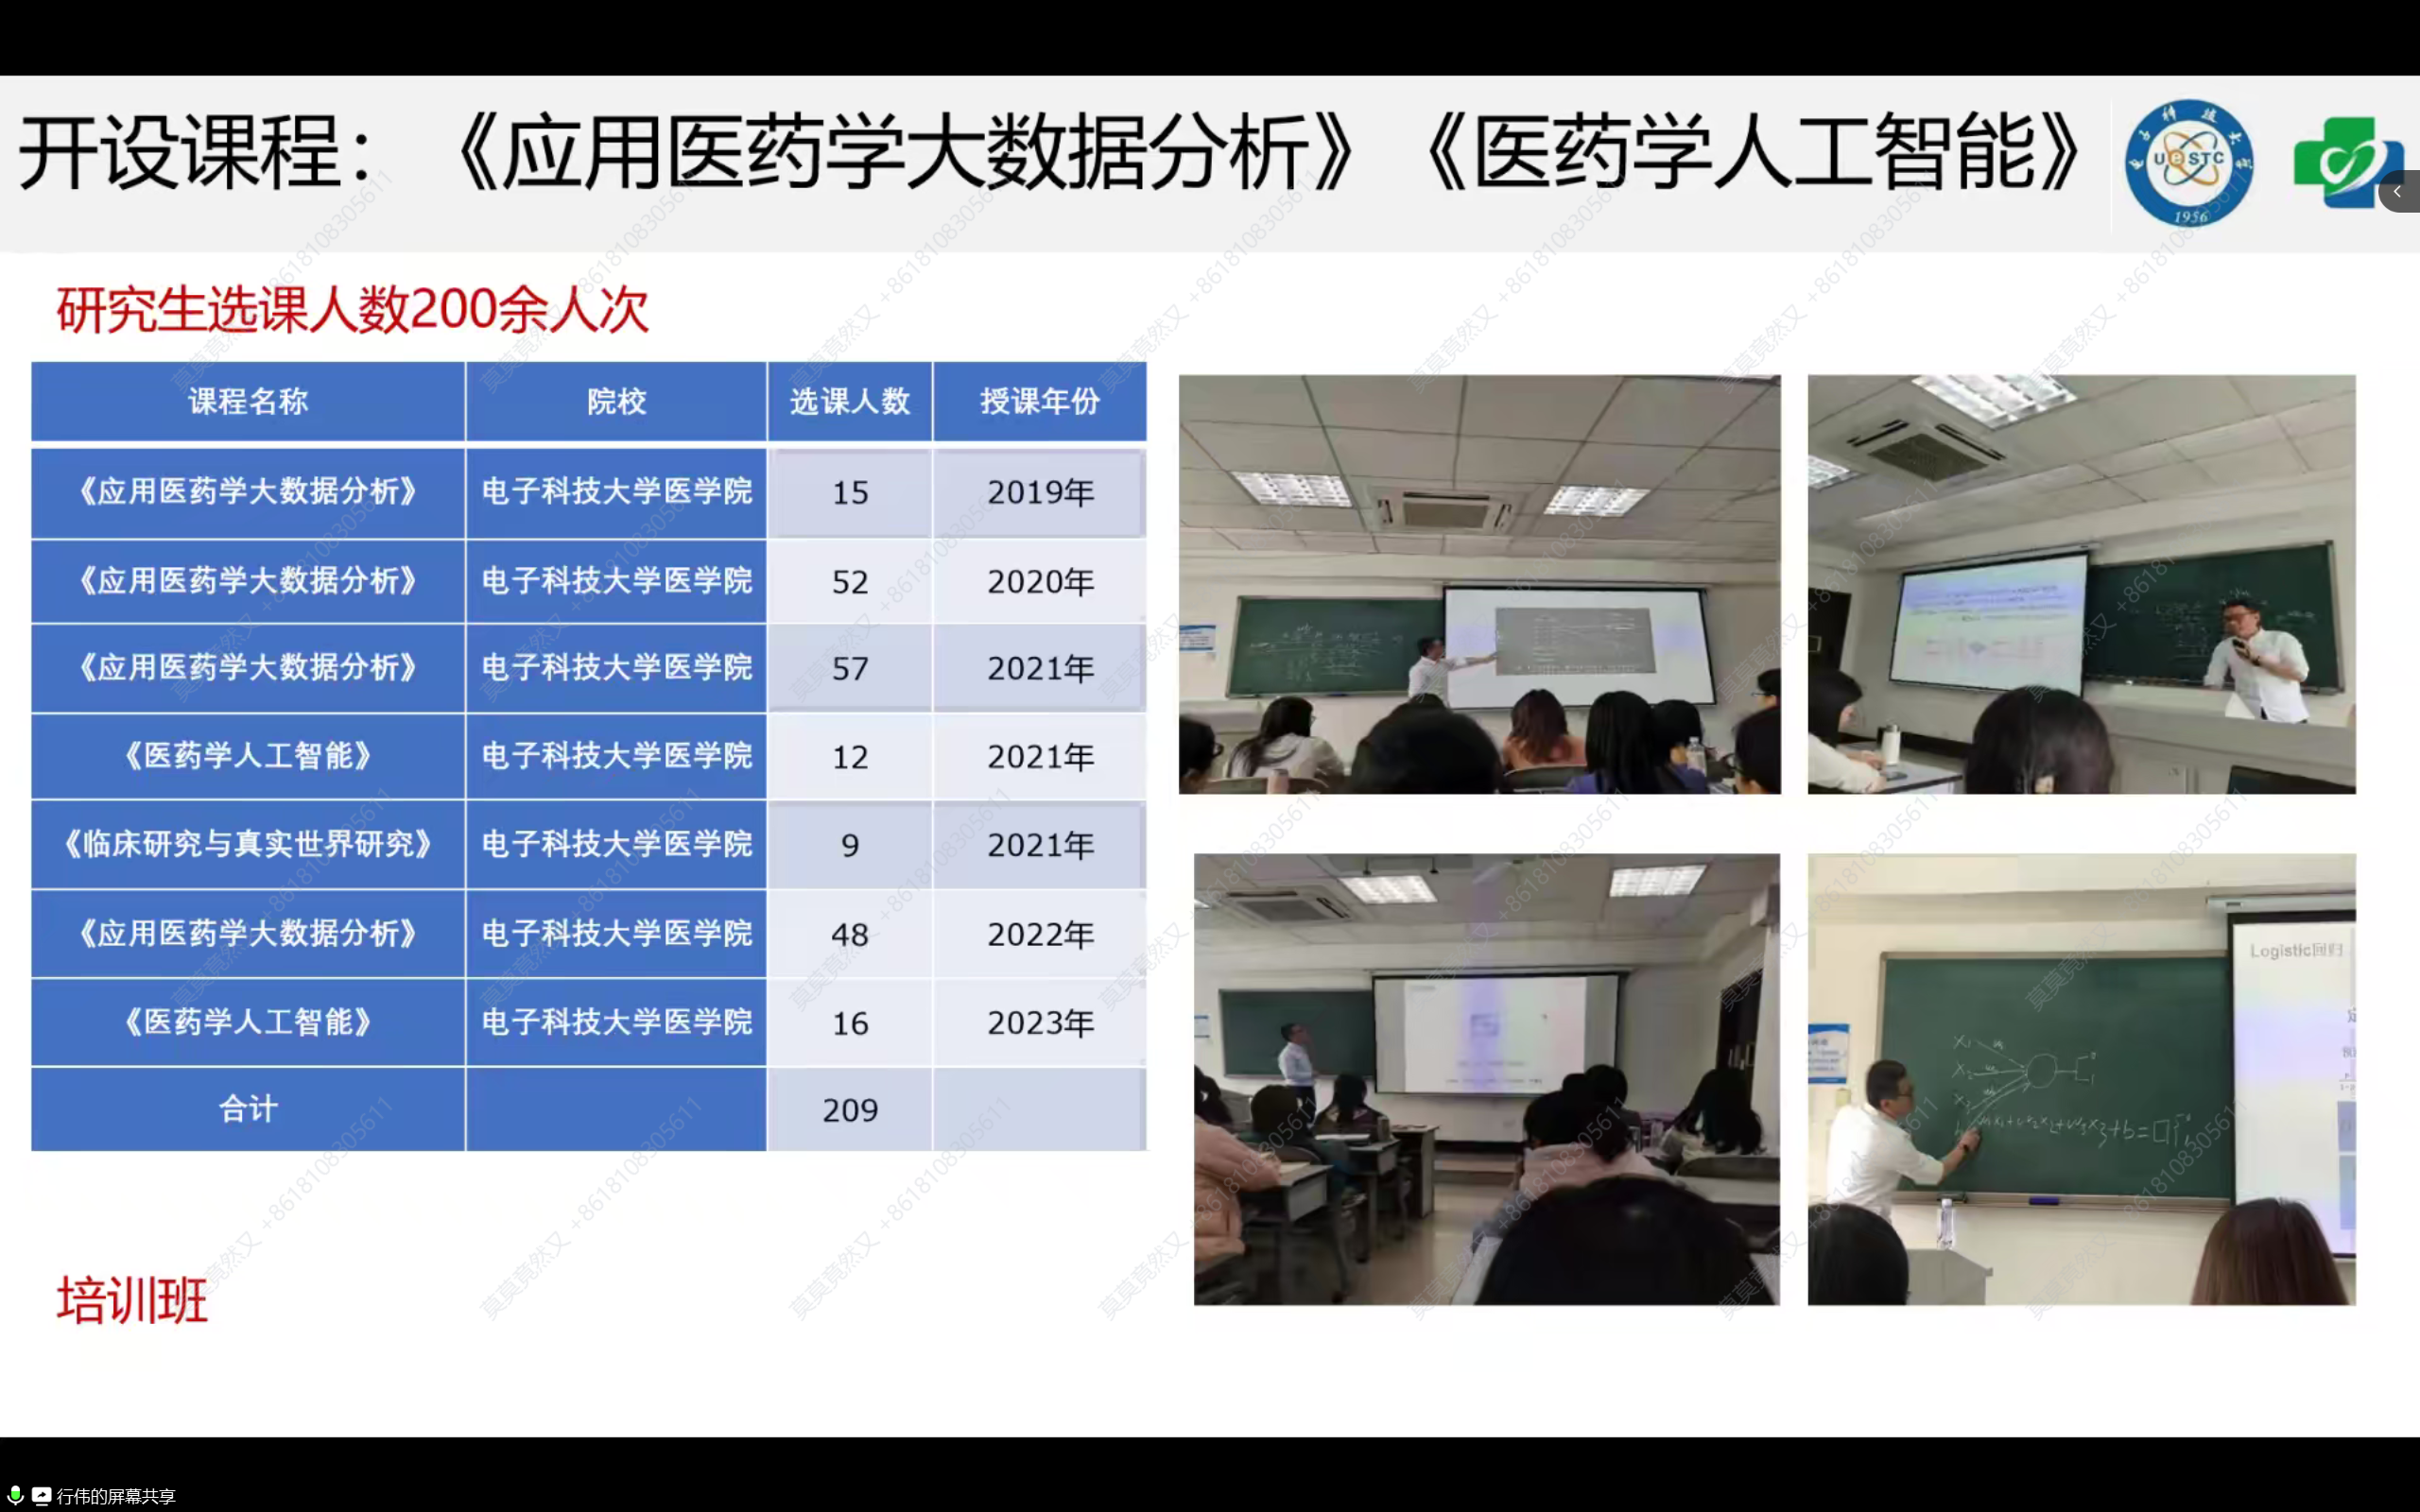 开设课程：《应用医药学大数据分析》《医药学人工智能》
UESTC
1956
研究生选课人数200余人次
课程名称 院校 选课人数 授课年份
《应用医药学大数据分析》 电子科技大学医学院 15 2019年
《应用医药学大数据分析》 电子科技大学医学院 52 2020年
《应用医药学大数据分析》 电子科技大学医学院 57 2021年
《医药学人工智能》 电子科技大学医学院 12 2021年
《临床研究与真实世界研究》 电子科技大学医学院 9 2021年
《应用医药学大数据分析》 电子科技大学医学院 48 2022年
《医药学人工智能》 电子科技大学医学院 16 2023年
合计 209
Logistic回归
培训班
莫莫竟然又 +8618108305611
行伟的屏幕共享